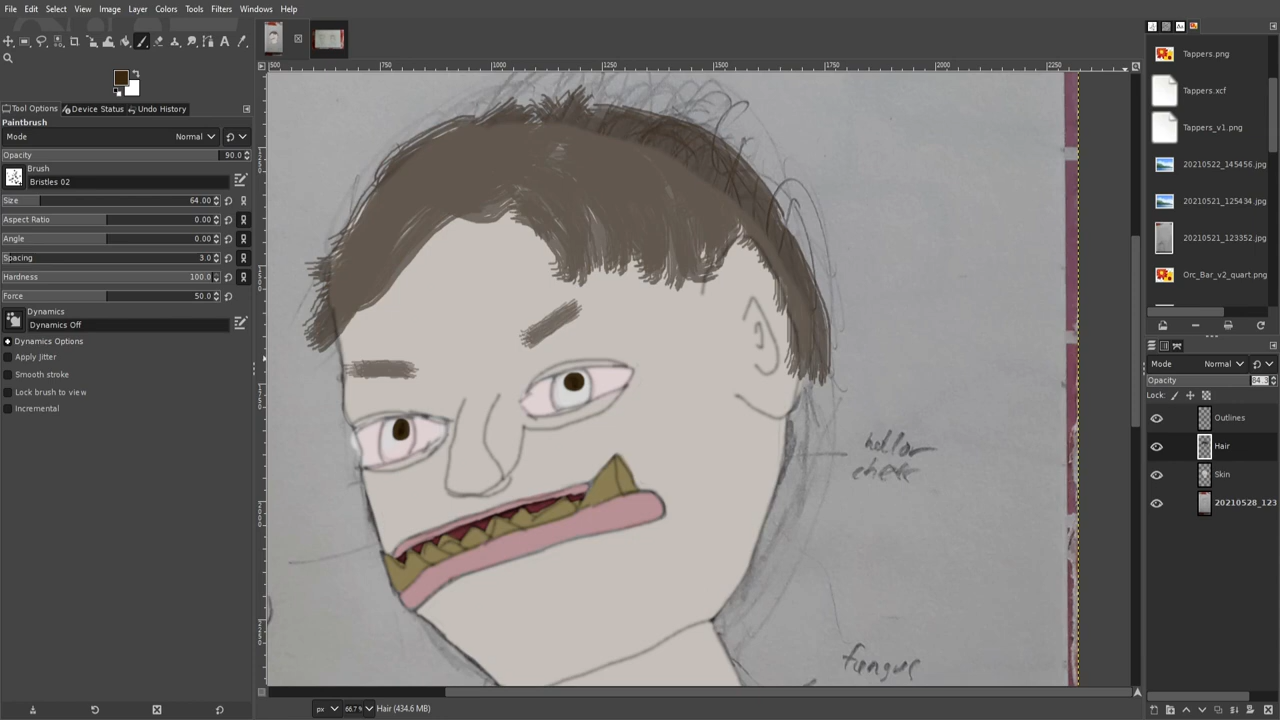 File Edit Select View Image Layer Colors Tools Filters Windows Help
Tool Options Device Status Undo History
Paintbrush
Mode Normal
Opacity 90.0
Brush
Bristles 02
Size 64.00
Aspect Ratio 0.00
Angle 0.00
Spacing 3.0
Hardness 100.0
Force 50.0
Dynamics
Dynamics Off
Dynamics Options
Apply Jitter
Smooth stroke
Lock brush to view
Incremental
500 750 1000 1250 1500 1750 2000 2250
px 66.7 % Hair (434.6 MB)
Tappers.png
Tappers.xcf
Tappers_v1.png
20210522_145456.jpg
20210521_125434.jpg
20210521_123352.jpg
Orc_Bar_v2_quart.png
Mode Normal
Opacity 84.3
Lock:
Outlines
Hair
Skin
20210528_123